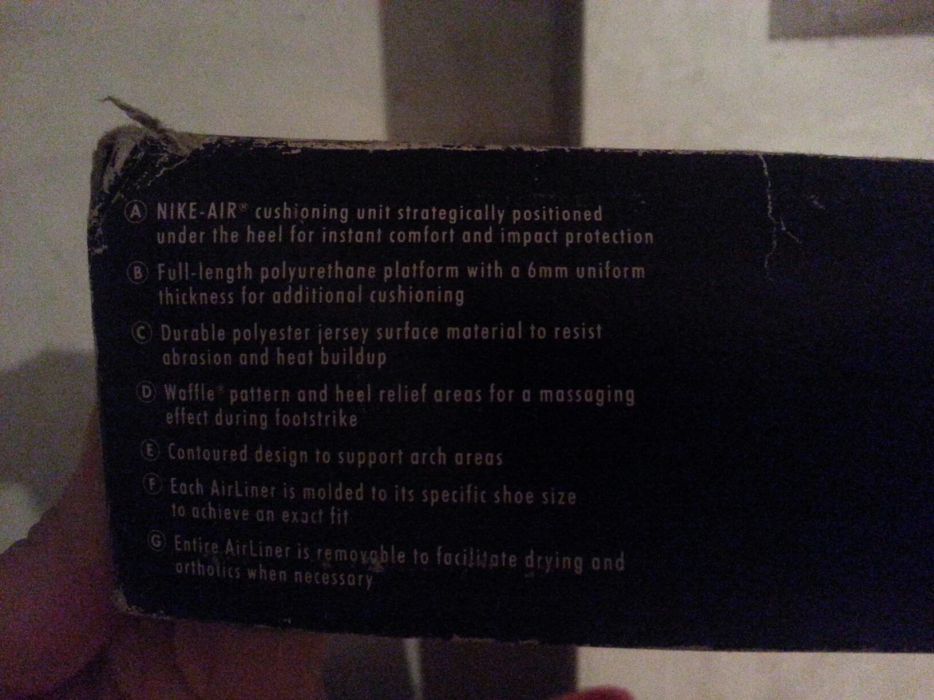 Ⓐ NIKE-AIR® cushioning unit strategically positioned
under the heel for instant comfort and impact protection
Ⓑ Full-length polyurethane platform with a 6mm uniform
thickness for additional cushioning
Ⓒ Durable polyester jersey surface material to resist
abrasion and heat buildup
Ⓓ Waffle® pattern and heel relief areas for a massaging
effect during footstrike
Ⓔ Contoured design to support arch areas
Ⓕ Each AirLiner is molded to its specific shoe size
to achieve an exact fit
Ⓖ Entire AirLiner is removable to facilitate drying and
orthotics when necessary